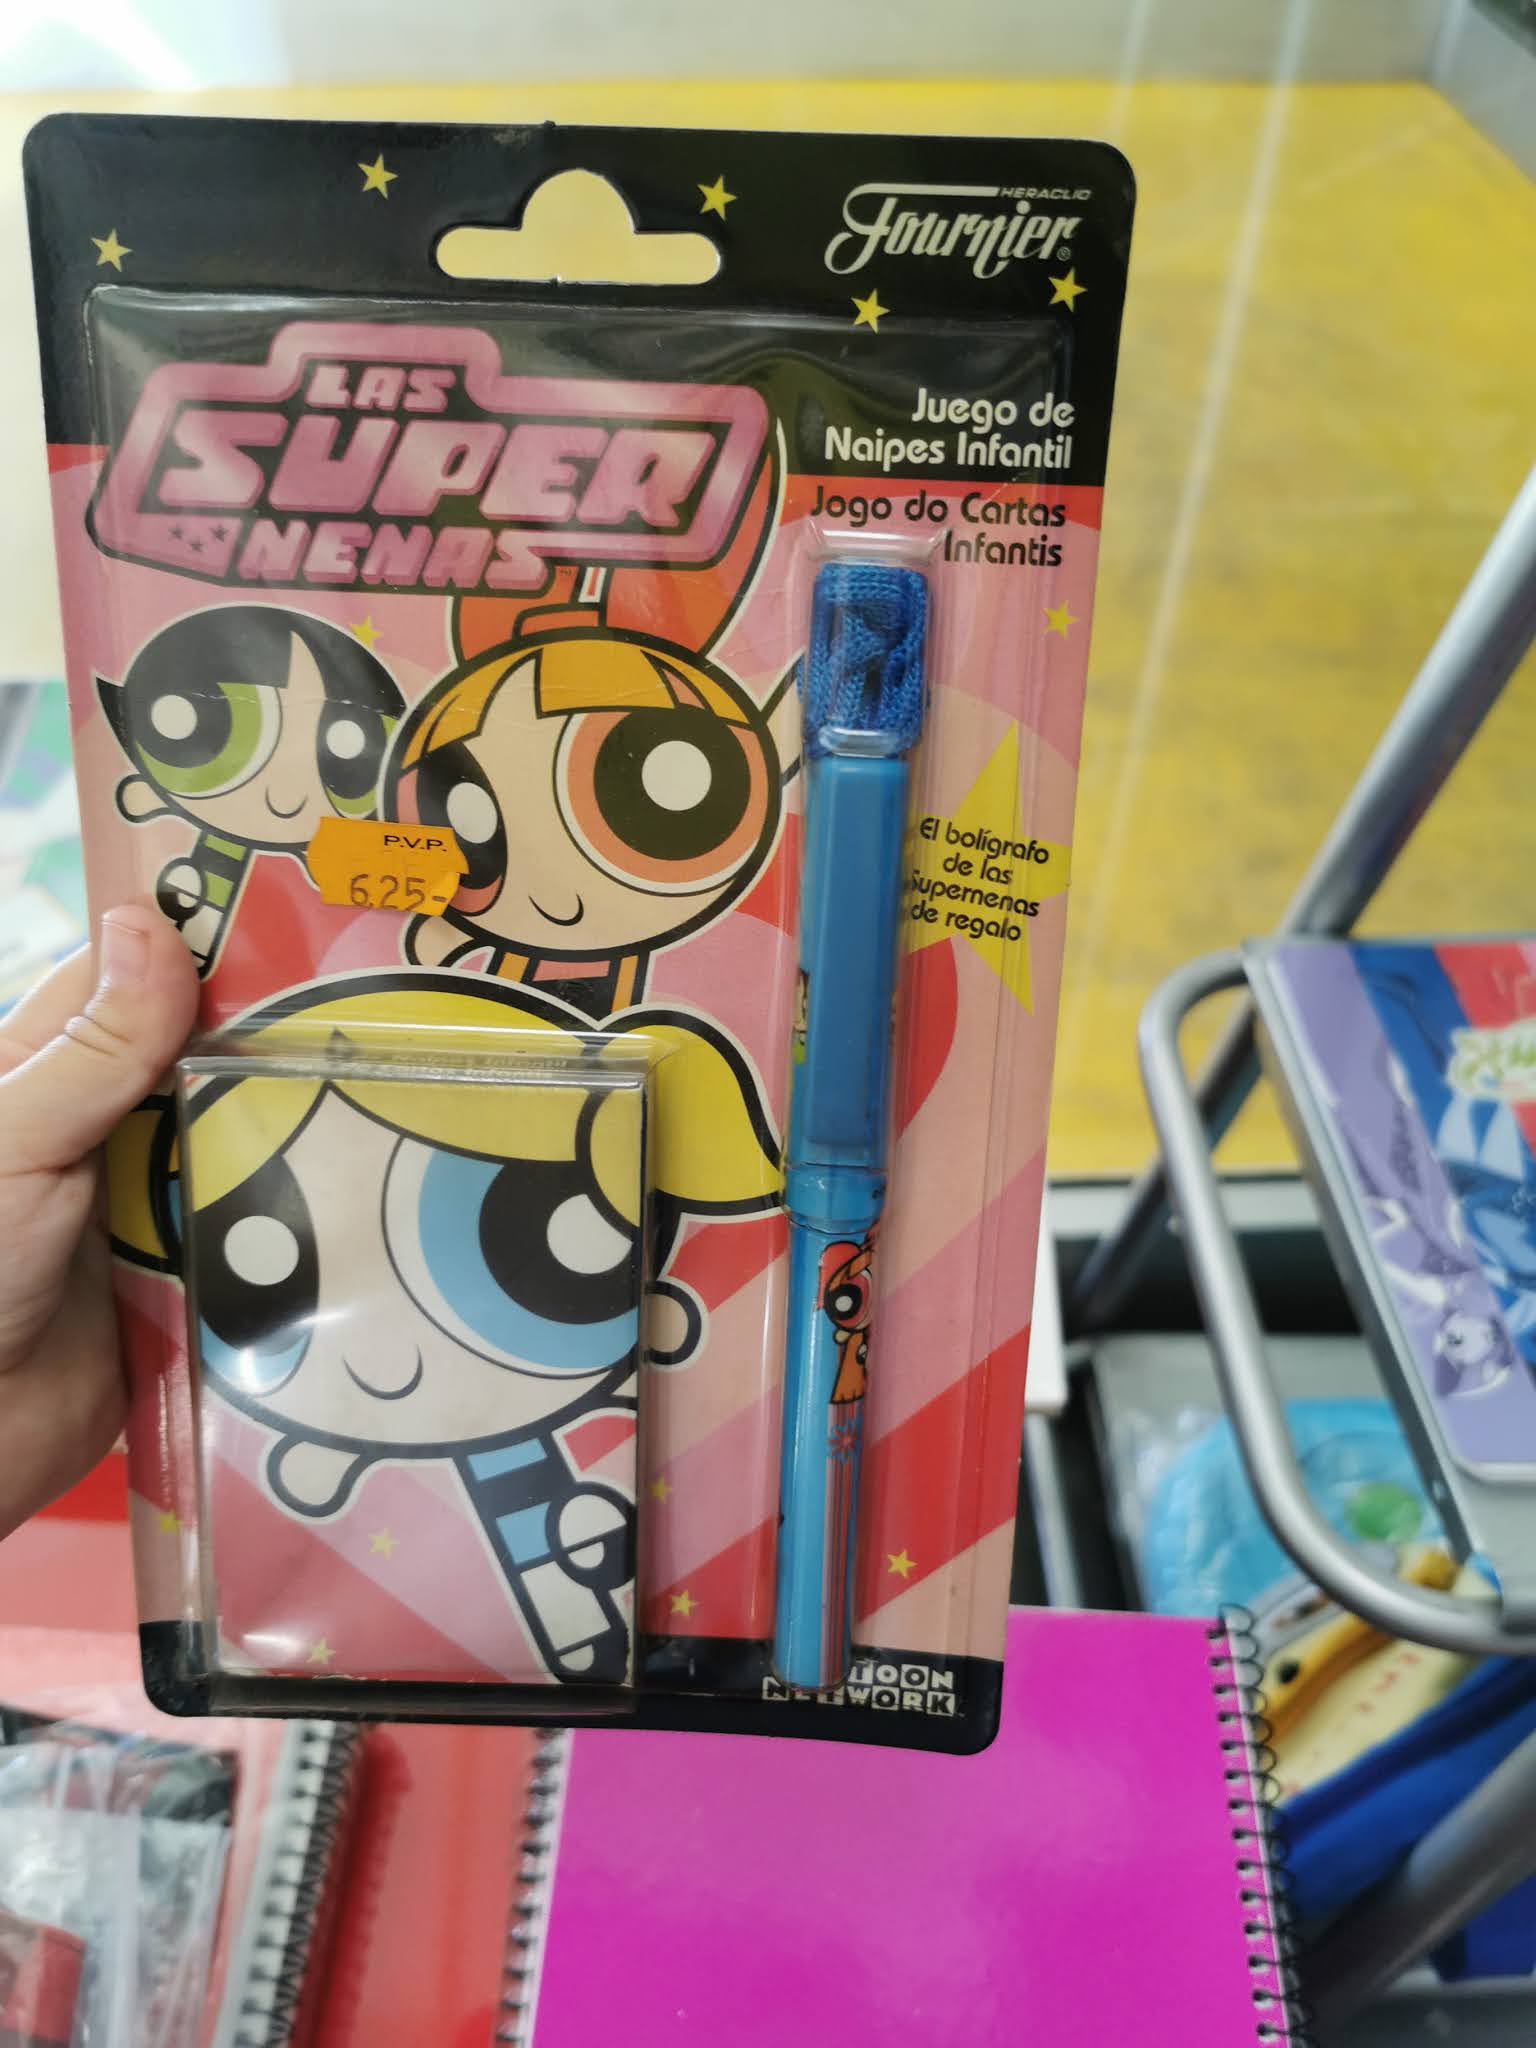 HERACLIO
Fournier®
LAS
SUPER
NENAS™
Juego de
Naipes Infantil
Jogo do Cartas
Infantis
P.V.P.
6,25-
El bolígrafo
de las
Supernenas
de regalo
TOON
NETWORK